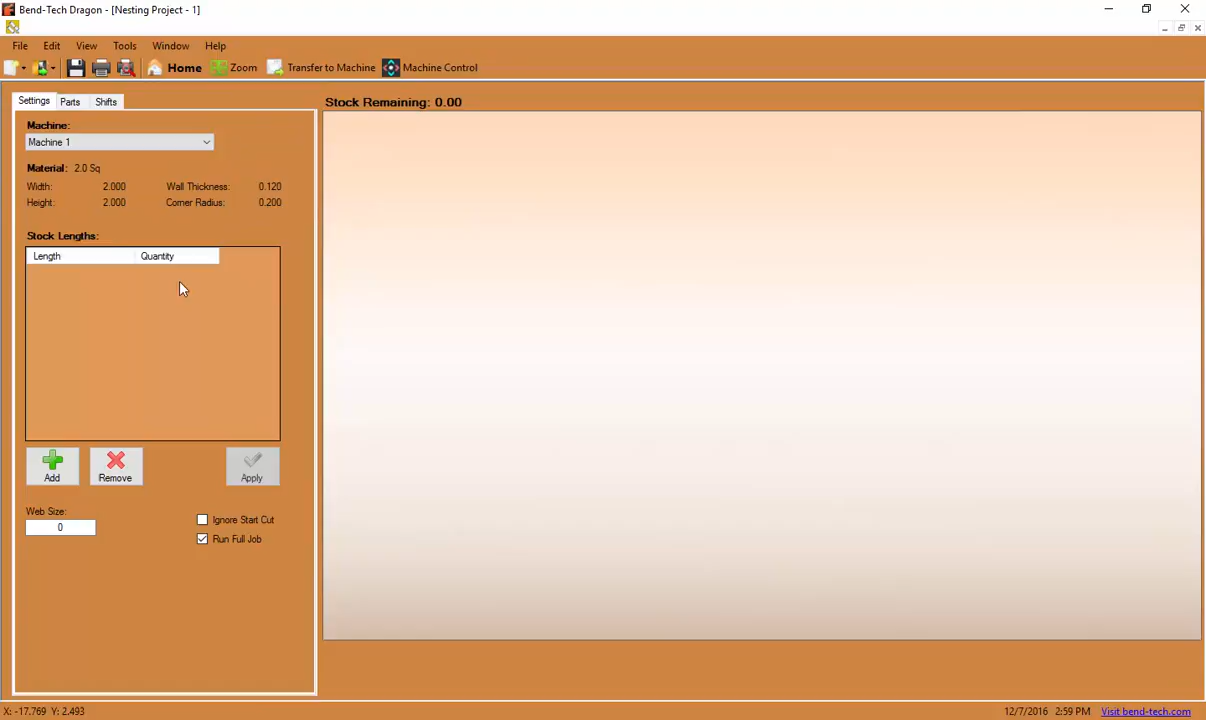 Bend-Tech Dragon - [Nesting Project - 1]
File Edit View Tools Window Help
Home Zoom Transfer to Machine Machine Control
Settings Parts Shifts
Stock Remaining: 0.00
Machine:
Machine 1
Material: 2.0 Sq
Width: 2.000 Wall Thickness: 0.120
Height: 2.000 Corner Radius: 0.200
Stock Lengths:
Length Quantity
Add Remove Apply
Web Size:
0
Ignore Start Cut
Run Full Job
X: -17.769 Y: 2.493 12/7/2016 2:59 PM Visit bend-tech.com